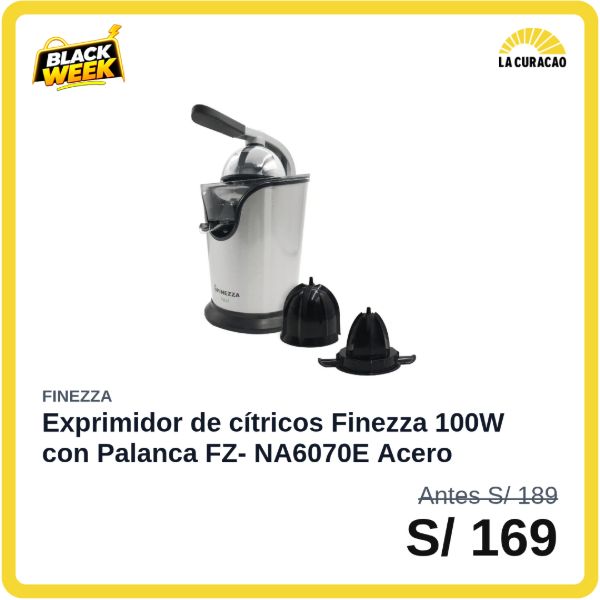 BLACK
WEEK
LA CURACAO
FINEZZA
FINEZZA
Exprimidor de cítricos Finezza 100W
con Palanca FZ- NA6070E Acero
Antes S/ 189
S/ 169